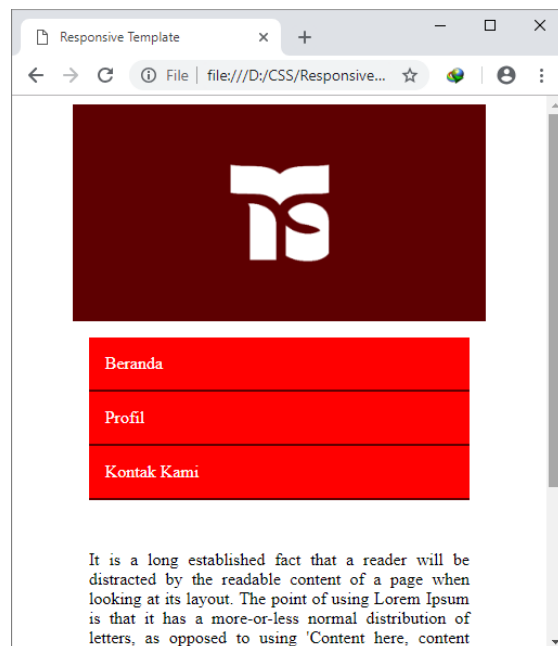 Responsive Template
File
file:///D:/CSS/Responsive...
Beranda
Profil
Kontak Kami
It is a long established fact that a reader will be
distracted by the readable content of a page when
looking at its layout. The point of using Lorem Ipsum
is that it has a more-or-less normal distribution of
letters, as opposed to using 'Content here, content